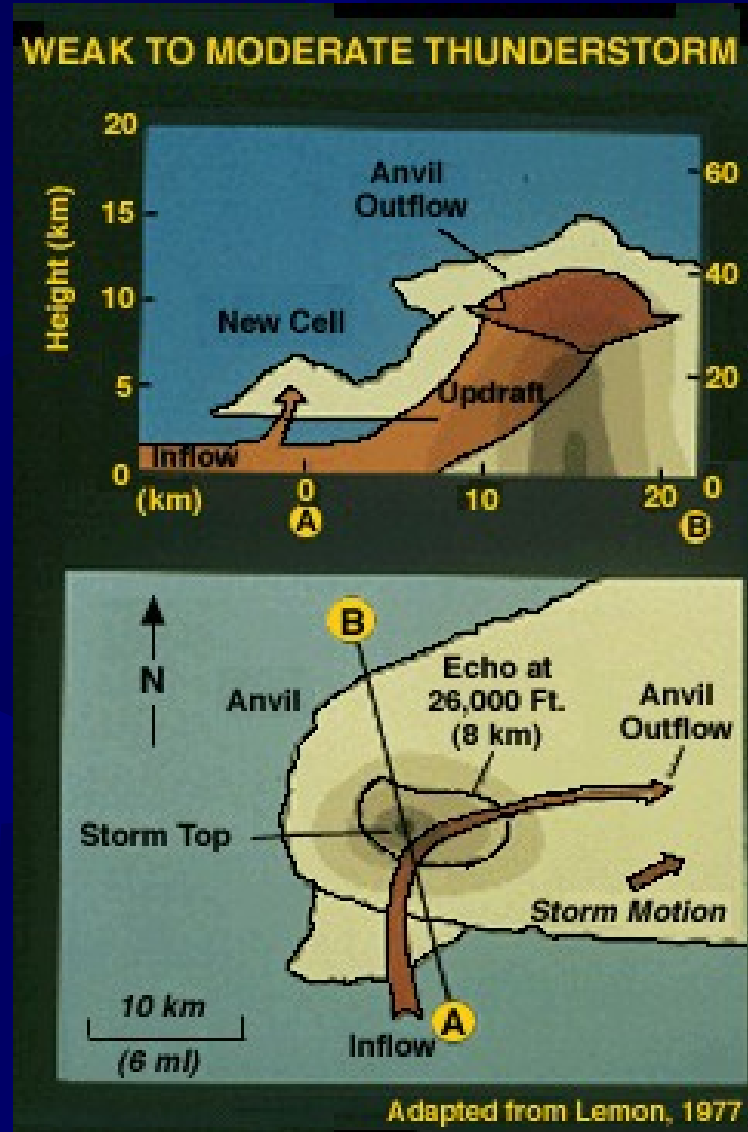 WEAK TO MODERATE THUNDERSTORM
20
15
10
5
0
Height (km)
60
40
20
0
Anvil
Outflow
New Cell
Updraft
Inflow
(km)
0
10
20
A
B
B
N
Anvil
Echo at
26,000 Ft.
(8 km)
Anvil
Outflow
Storm Top
Storm Motion
10 km
(6 ml)
A
Inflow
Adapted from Lemon, 1977